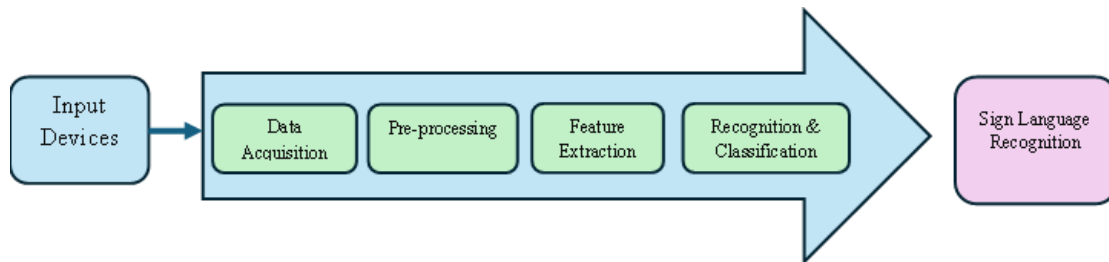 Input
Devices
Data
Acquisition
Pre-processing
Feature
Extraction
Recognition &
Classification
Sign Language
Recognition